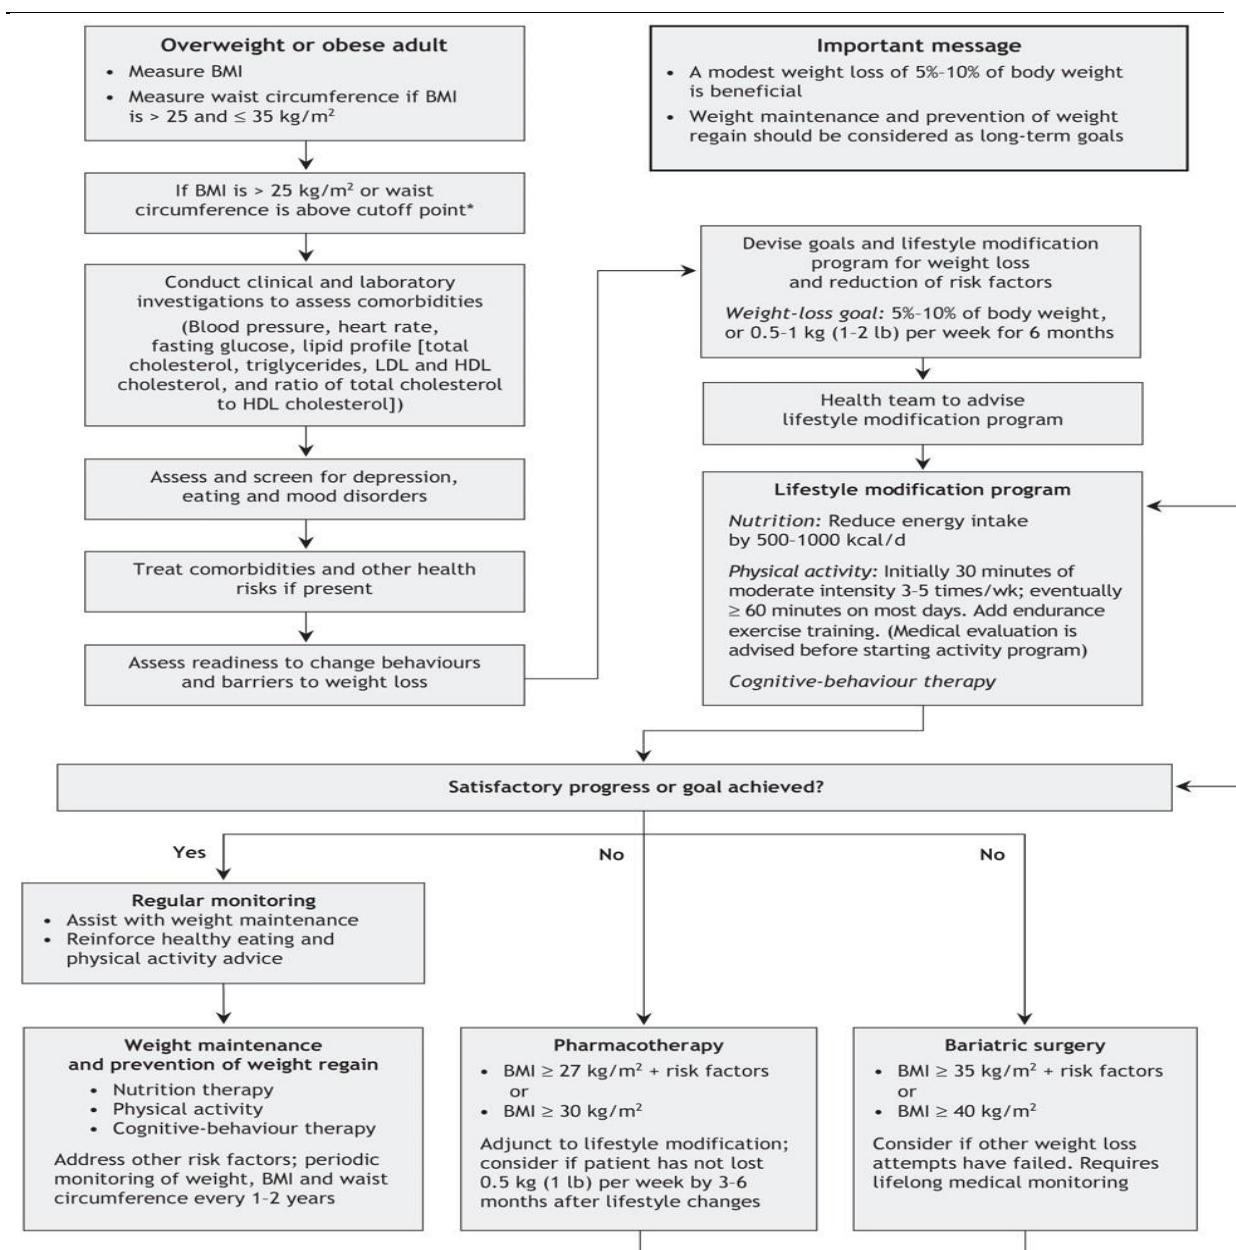 Overweight or obese adult
• Measure BMI
• Measure waist circumference if BMI
is > 25 and ≤ 35 kg/m²
If BMI is > 25 kg/m² or waist
circumference is above cutoff point*
Conduct clinical and laboratory
investigations to assess comorbidities
(Blood pressure, heart rate,
fasting glucose, lipid profile [total
cholesterol, triglycerides, LDL and HDL
cholesterol, and ratio of total cholesterol
to HDL cholesterol])
Assess and screen for depression,
eating and mood disorders
Treat comorbidities and other health
risks if present
Assess readiness to change behaviours
and barriers to weight loss
Important message
• A modest weight loss of 5%-10% of body weight
is beneficial
• Weight maintenance and prevention of weight
regain should be considered as long-term goals
Devise goals and lifestyle modification
program for weight loss
and reduction of risk factors
Weight-loss goal: 5%-10% of body weight,
or 0.5-1 kg (1-2 lb) per week for 6 months
Health team to advise
lifestyle modification program
Lifestyle modification program
Nutrition: Reduce energy intake
by 500-1000 kcal/d
Physical activity: Initially 30 minutes of
moderate intensity 3-5 times/wk; eventually
≥ 60 minutes on most days. Add endurance
exercise training. (Medical evaluation is
advised before starting activity program)
Cognitive-behaviour therapy
Satisfactory progress or goal achieved?
Yes
No
No
Regular monitoring
• Assist with weight maintenance
• Reinforce healthy eating and
physical activity advice
Weight maintenance
and prevention of weight regain
• Nutrition therapy
• Physical activity
• Cognitive-behaviour therapy
Address other risk factors; periodic
monitoring of weight, BMI and waist
circumference every 1-2 years
Pharmacotherapy
• BMI ≥ 27 kg/m² + risk factors
or
• BMI ≥ 30 kg/m²
Adjunct to lifestyle modification;
consider if patient has not lost
0.5 kg (1 lb) per week by 3-6
months after lifestyle changes
Bariatric surgery
• BMI ≥ 35 kg/m² + risk factors
or
• BMI ≥ 40 kg/m²
Consider if other weight loss
attempts have failed. Requires
lifelong medical monitoring